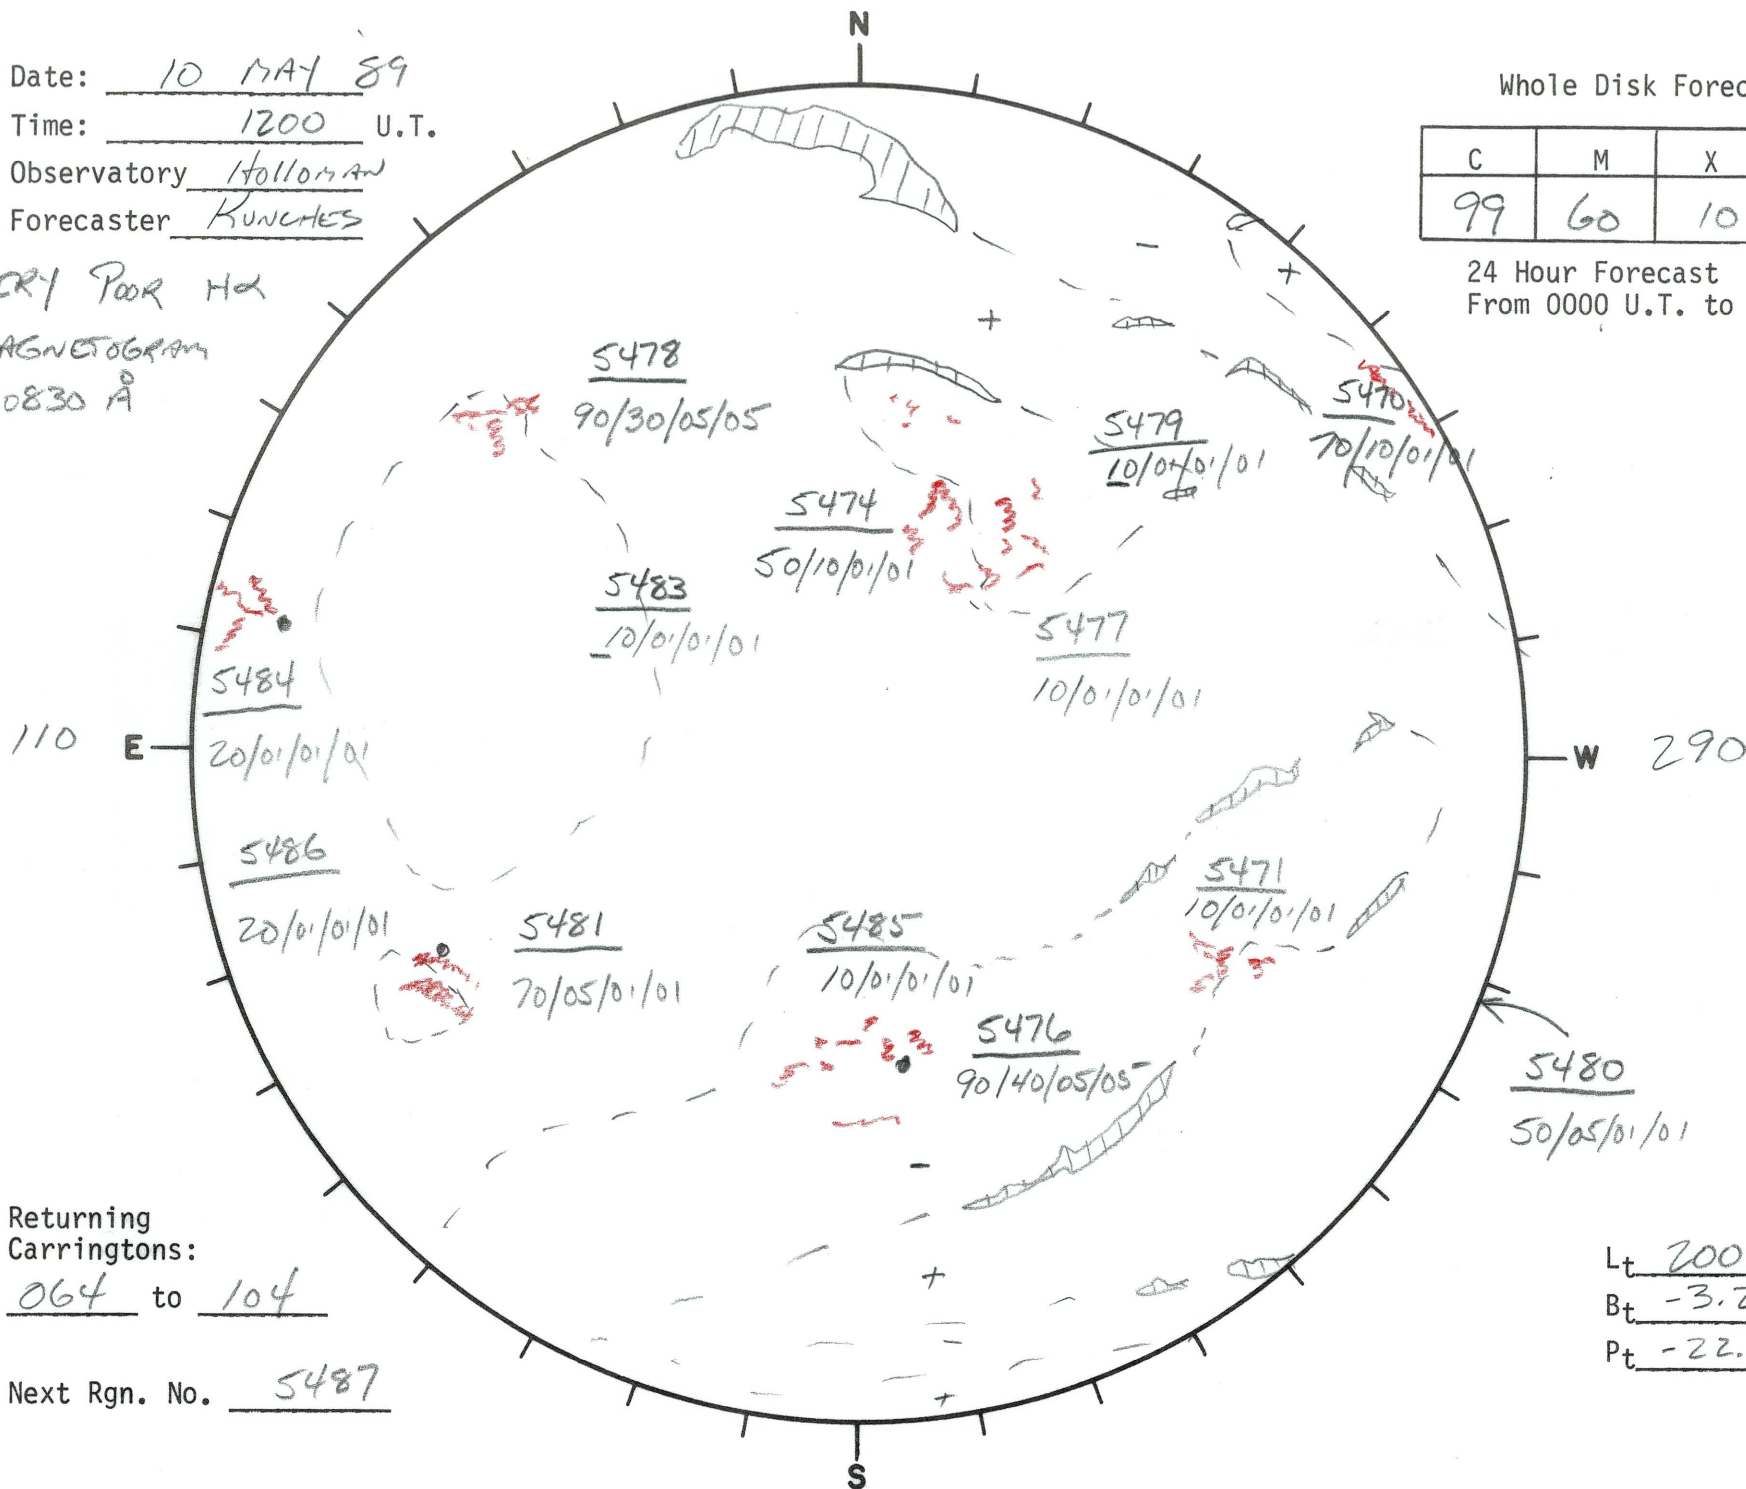 N
Date: 10 MAY 89
Time: 1200 U.T.
Observatory Holloman
Forecaster KUNCHES
ERY POOR Hα
AGNETOGRAM
0830 Å
Whole Disk Forec
C M X
99 60 10
24 Hour Forecast
From 0000 U.T. to
-
+
+
5478
90/30/05/05
5470
70/10/01/01
5479
10/01/01/01
5474
50/10/01/01
5483
10/01/01/01
5477
10/01/01/01
5484
20/01/01/01
110 E
W 290
5486
20/01/01/01
5471
10/01/01/01
5481
70/05/01/01
5485
10/01/01/01
5476
90/40/05/05
5480
50/05/01/01
-
+
Returning
Carringtons:
064 to 104
Next Rgn. No. 5487
Lt 200
Bt -3.2
Pt -22.
+
S